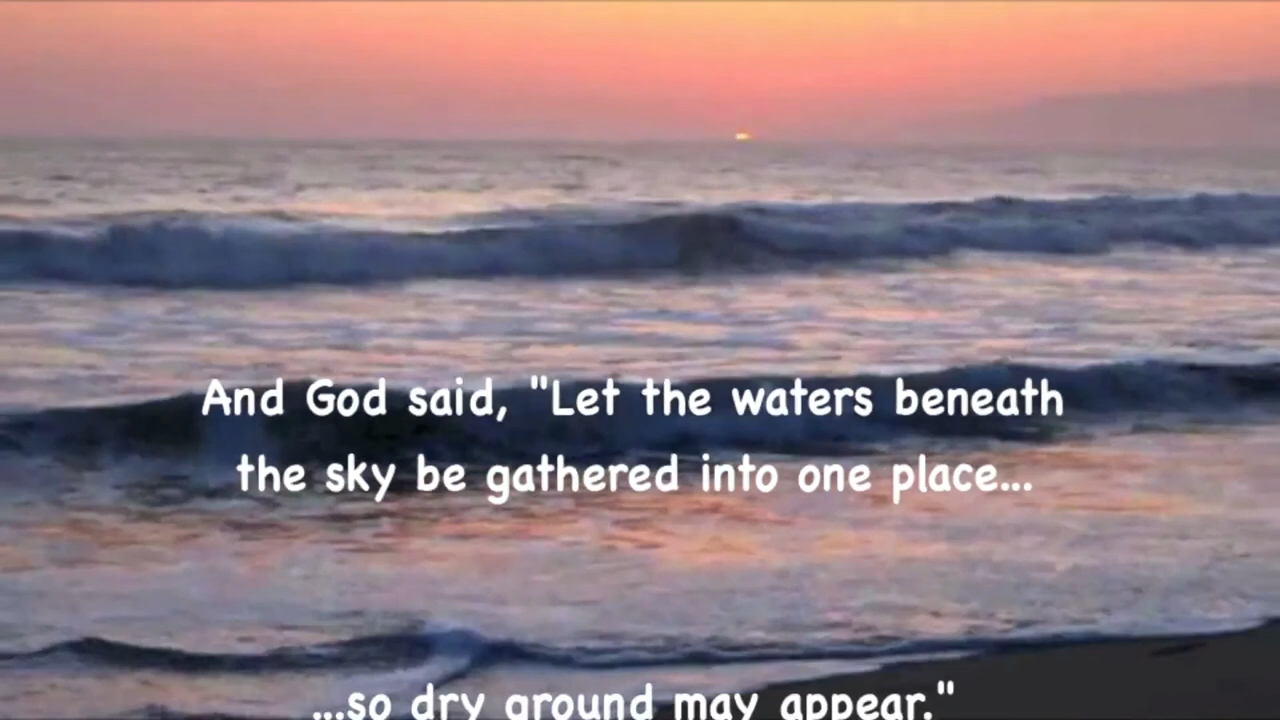 And God said, "Let the waters beneath
the sky be gathered into one place...
...so dry ground may appear."